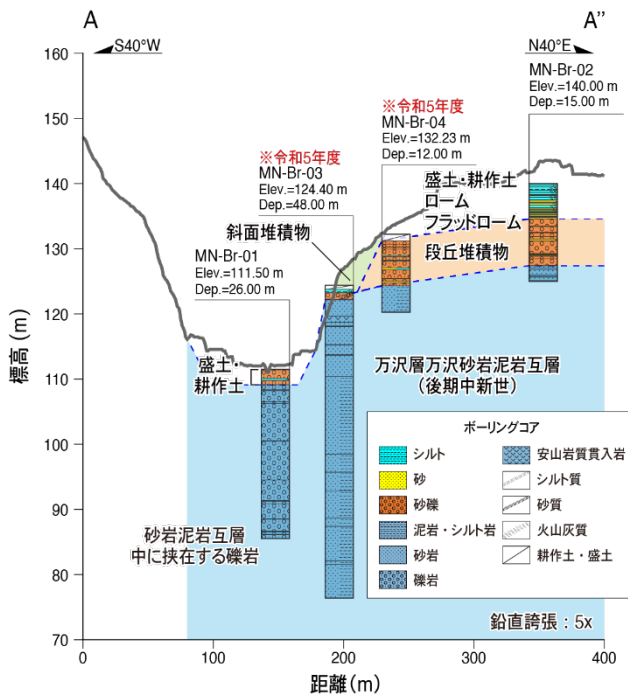 A
A”
S40°W
N40°E
160
150
140
130
120
110
100
90
80
70
標高 (m)
MN-Br-02
Elev.=140.00 m
Dep.=15.00 m
※令和5年度
MN-Br-04
Elev.=132.23 m
Dep.=12.00 m
※令和5年度
MN-Br-03
Elev.=124.40 m
Dep.=48.00 m
MN-Br-01
Elev.=111.50 m
Dep.=26.00 m
盛土・耕作土
ローム
フラッドローム
斜面堆積物
段丘堆積物
盛土・
耕作土
万沢層万沢砂岩泥岩互層
(後期中新世)
砂岩泥岩互層
中に挟在する礫岩
ボーリングコア
シルト
砂
砂礫
泥岩・シルト岩
砂岩
礫岩
安山岩質貫入岩
シルト質
砂質
火山灰質
耕作土・盛土
鉛直誇張：5x
0
100
200
300
400
距離 (m)